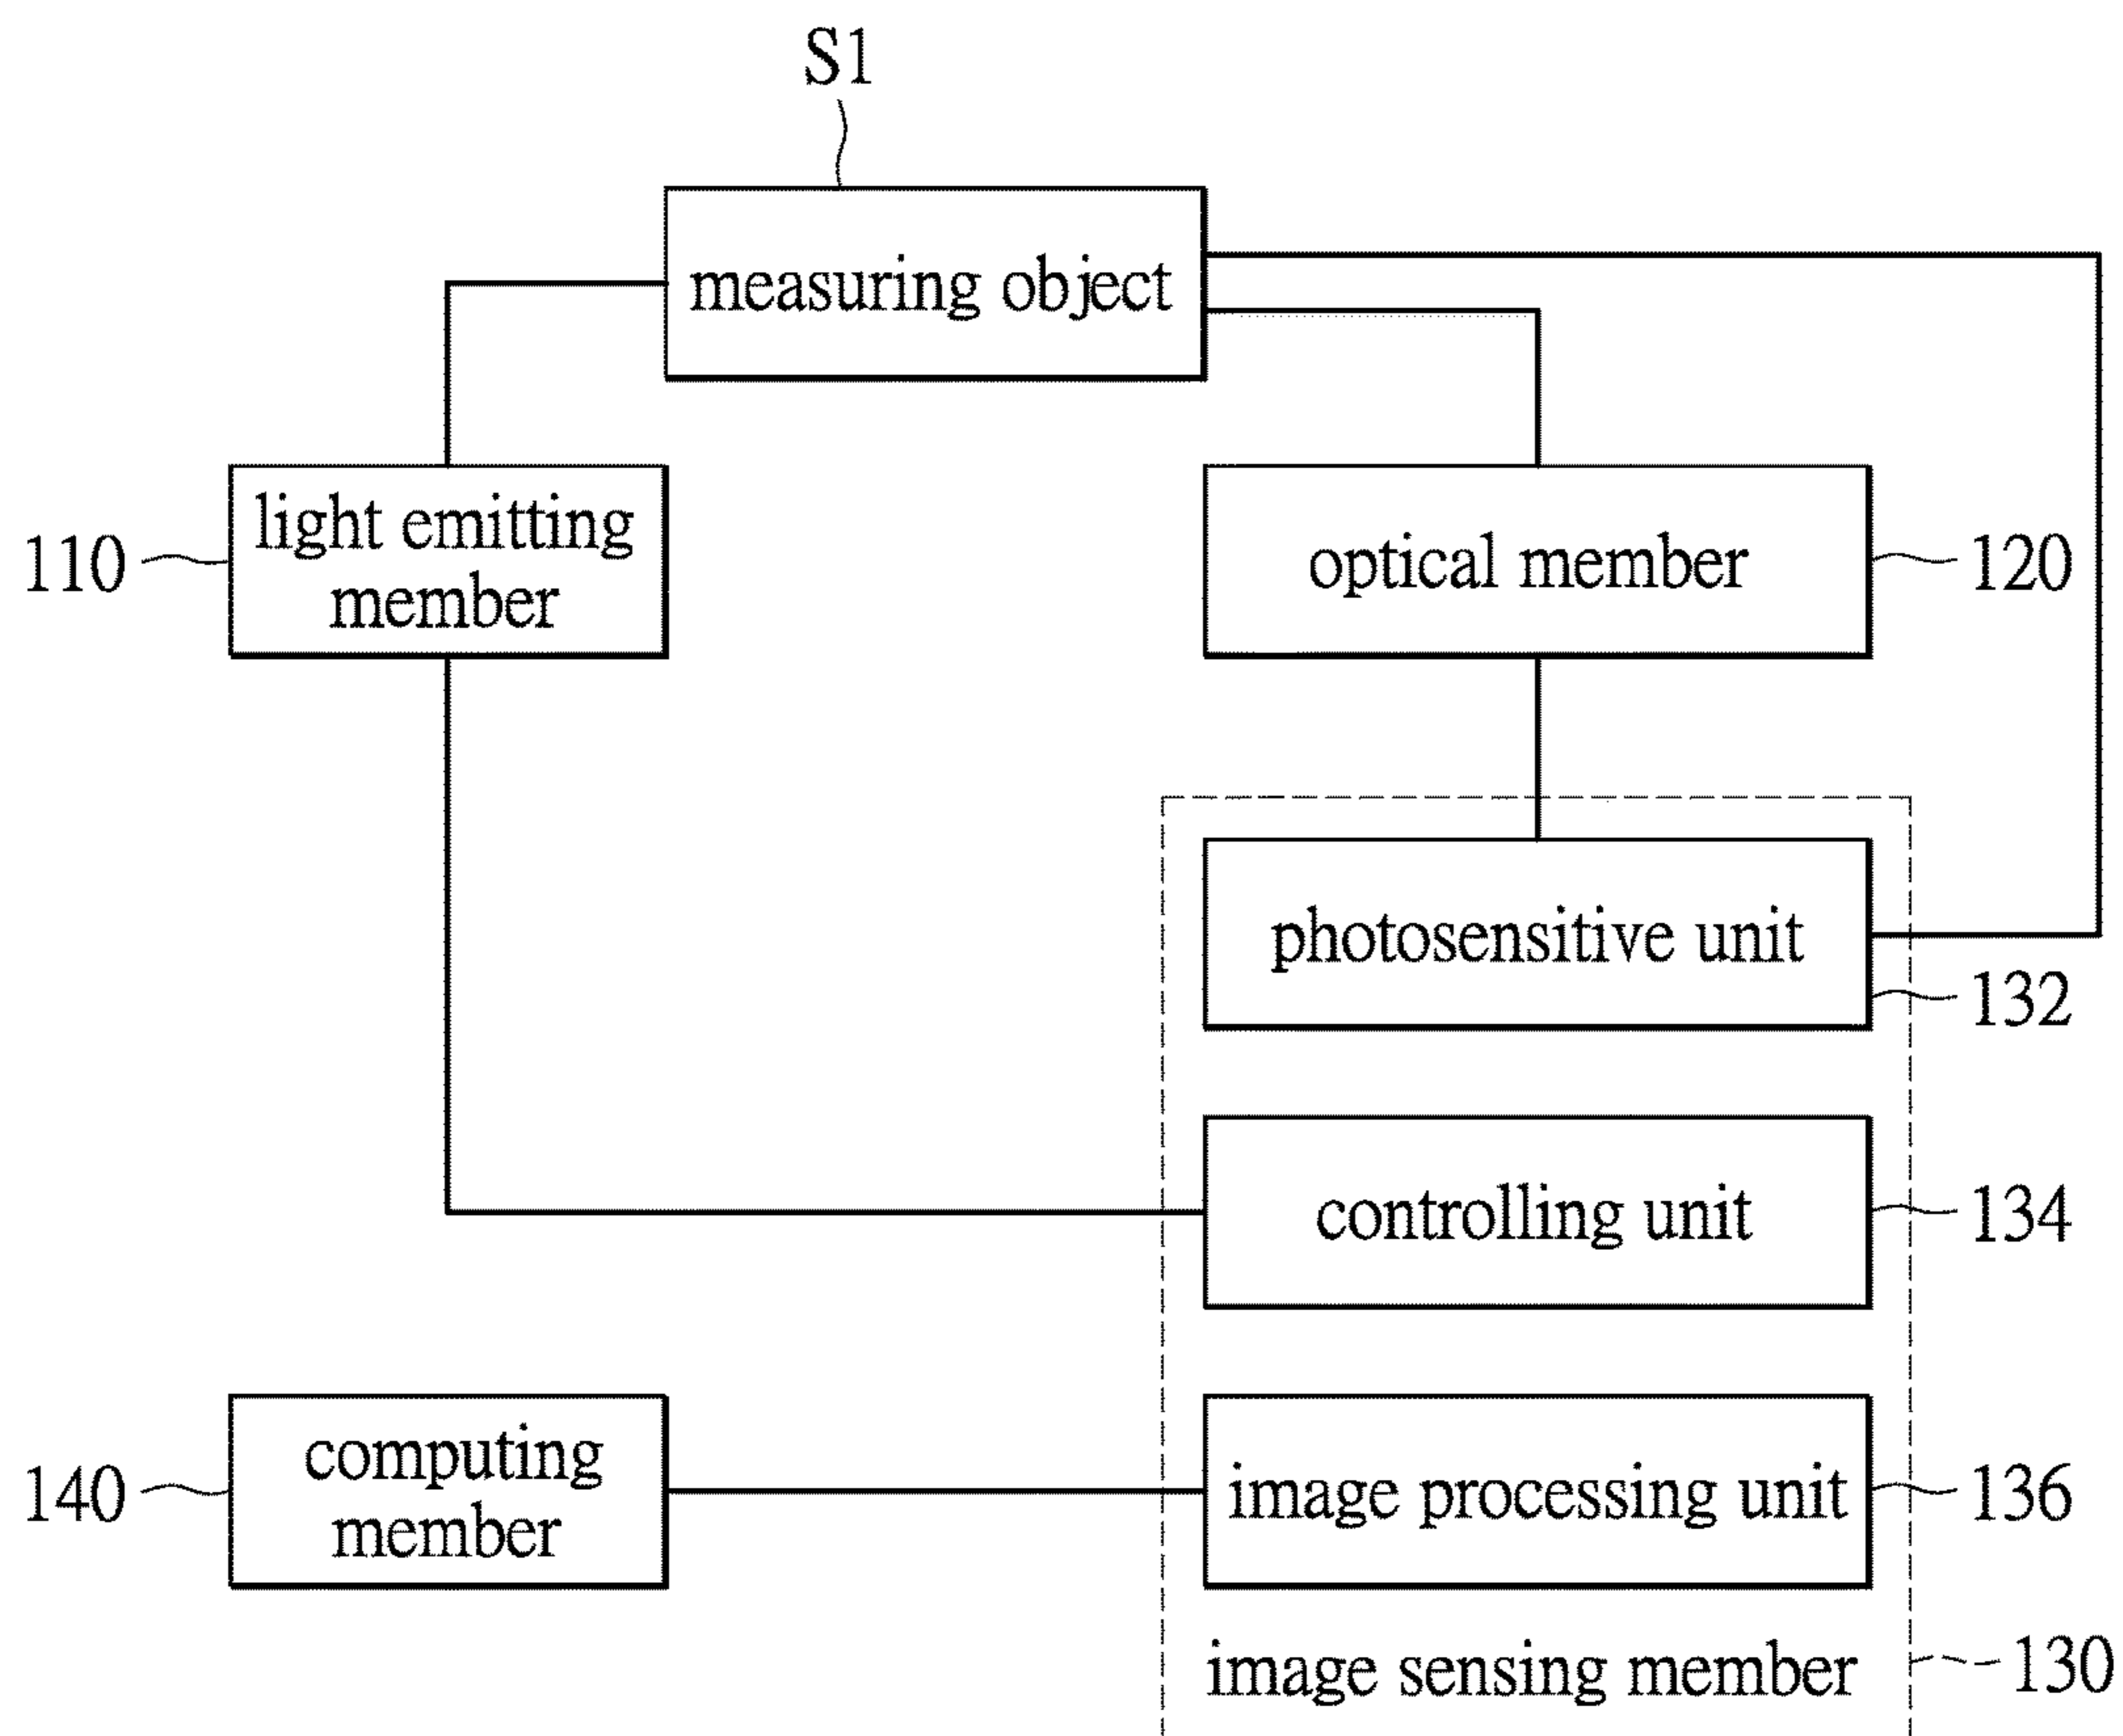 S1
measuring object
light emitting
member
110
optical member
120
photosensitive unit
132
controlling unit
134
computing
member
140
image processing unit
136
image sensing member
130